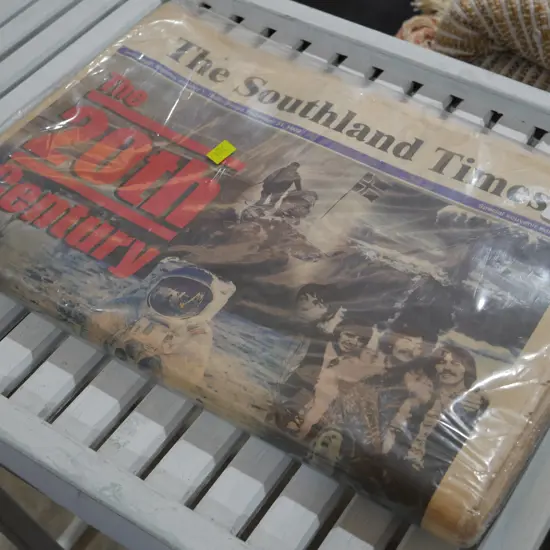 The Southland Times
The
20th
Century